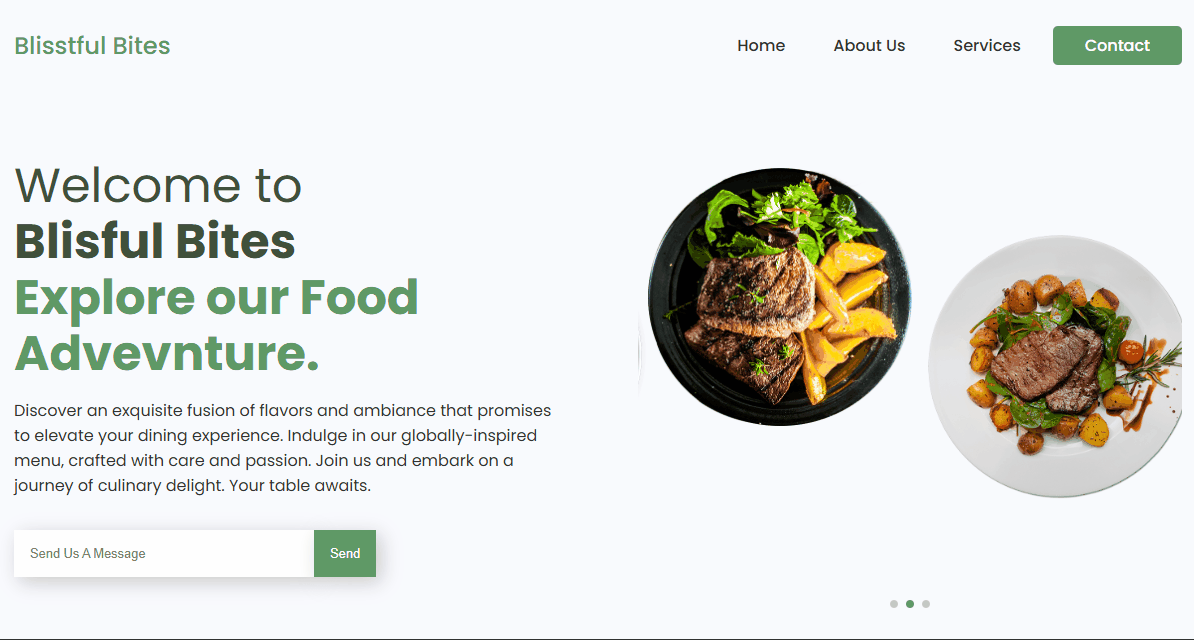 Blisstful Bites
Home
About Us
Services
Contact
Welcome to
Blisful Bites
Explore our Food
Advevnture.
Discover an exquisite fusion of flavors and ambiance that promises
to elevate your dining experience. Indulge in our globally-inspired
menu, crafted with care and passion. Join us and embark on a
journey of culinary delight. Your table awaits.
Send Us A Message
Send